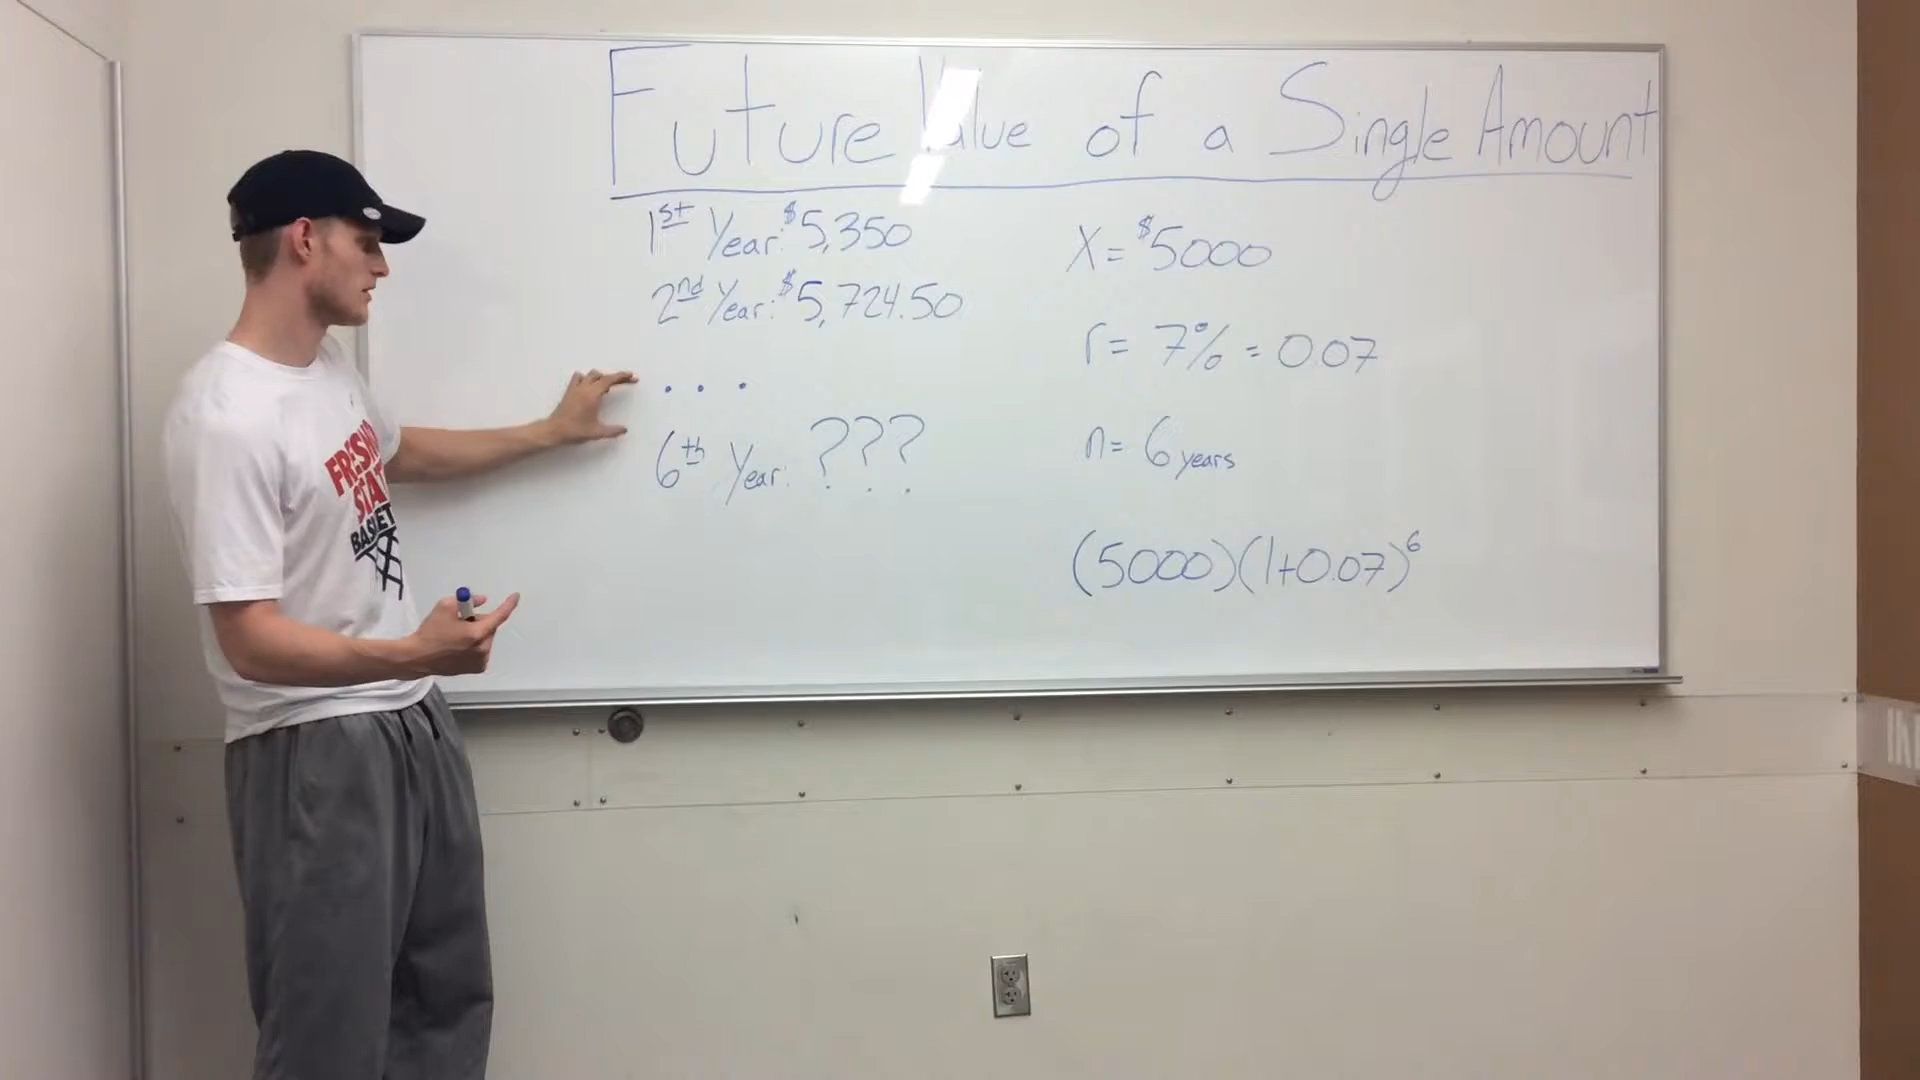 Future Value of a Single Amount
1st Year: $5,350
2nd Year: $5,724.50
...
6th Year: ???
X = $5000
r = 7% = 0.07
n = 6 years
(5000)(1+0.07)^6